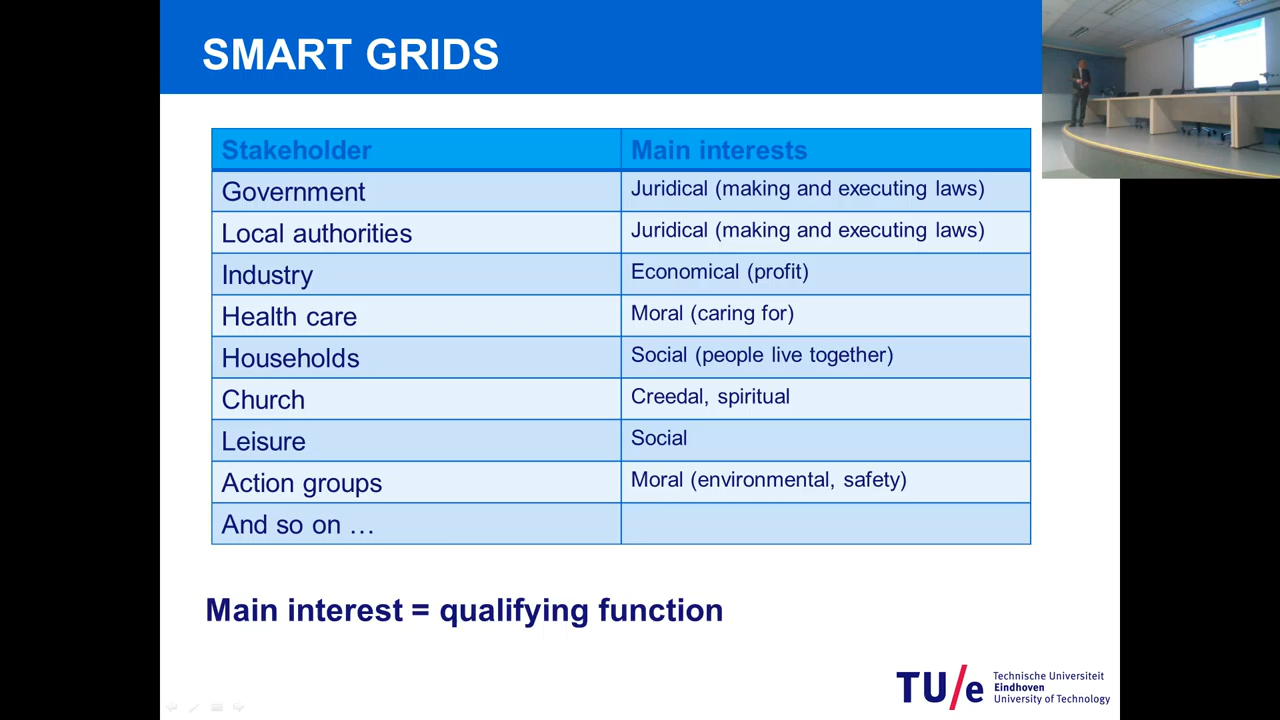 SMART GRIDS
Stakeholder Main interests
Government Juridical (making and executing laws)
Local authorities Juridical (making and executing laws)
Industry Economical (profit)
Health care Moral (caring for)
Households Social (people live together)
Church Creedal, spiritual
Leisure Social
Action groups Moral (environmental, safety)
And so on …
Main interest = qualifying function
TU/e Technische Universiteit
Eindhoven
University of Technology